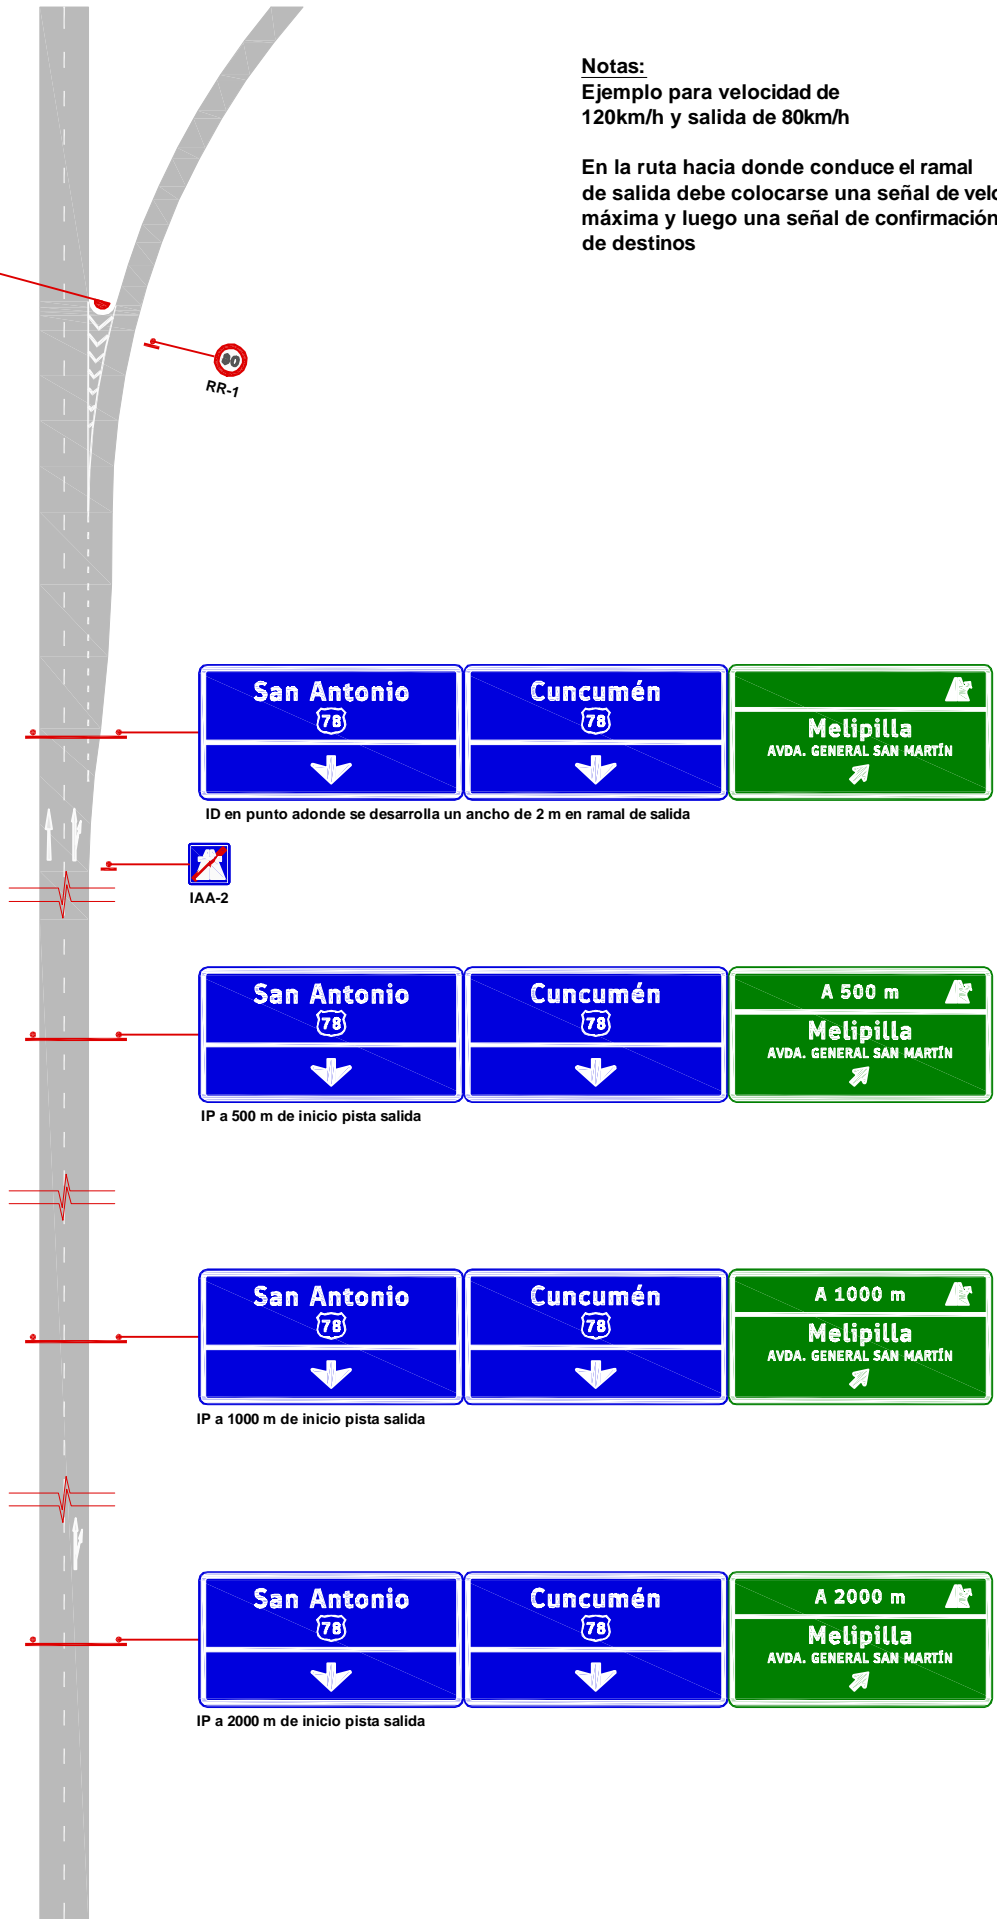 Notas:
Ejemplo para velocidad de
120km/h y salida de 80km/h
En la ruta hacia donde conduce el ramal
de salida debe colocarse una señal de
máxima y luego una señal de confirmación
de destinos
80
RR-1
San Antonio
78
Cuncumén
78
Melipilla
AVDA. GENERAL SAN MARTÍN
ID en punto adonde se desarrolla un ancho de 2 m en ramal de salida
IAA-2
San Antonio
78
Cuncumén
78
A 500 m
Melipilla
AVDA. GENERAL SAN MARTÍN
IP a 500 m de inicio pista salida
San Antonio
78
Cuncumén
78
A 1000 m
Melipilla
AVDA. GENERAL SAN MARTÍN
IP a 1000 m de inicio pista salida
San Antonio
78
Cuncumén
78
A 2000 m
Melipilla
AVDA. GENERAL SAN MARTÍN
IP a 2000 m de inicio pista salida